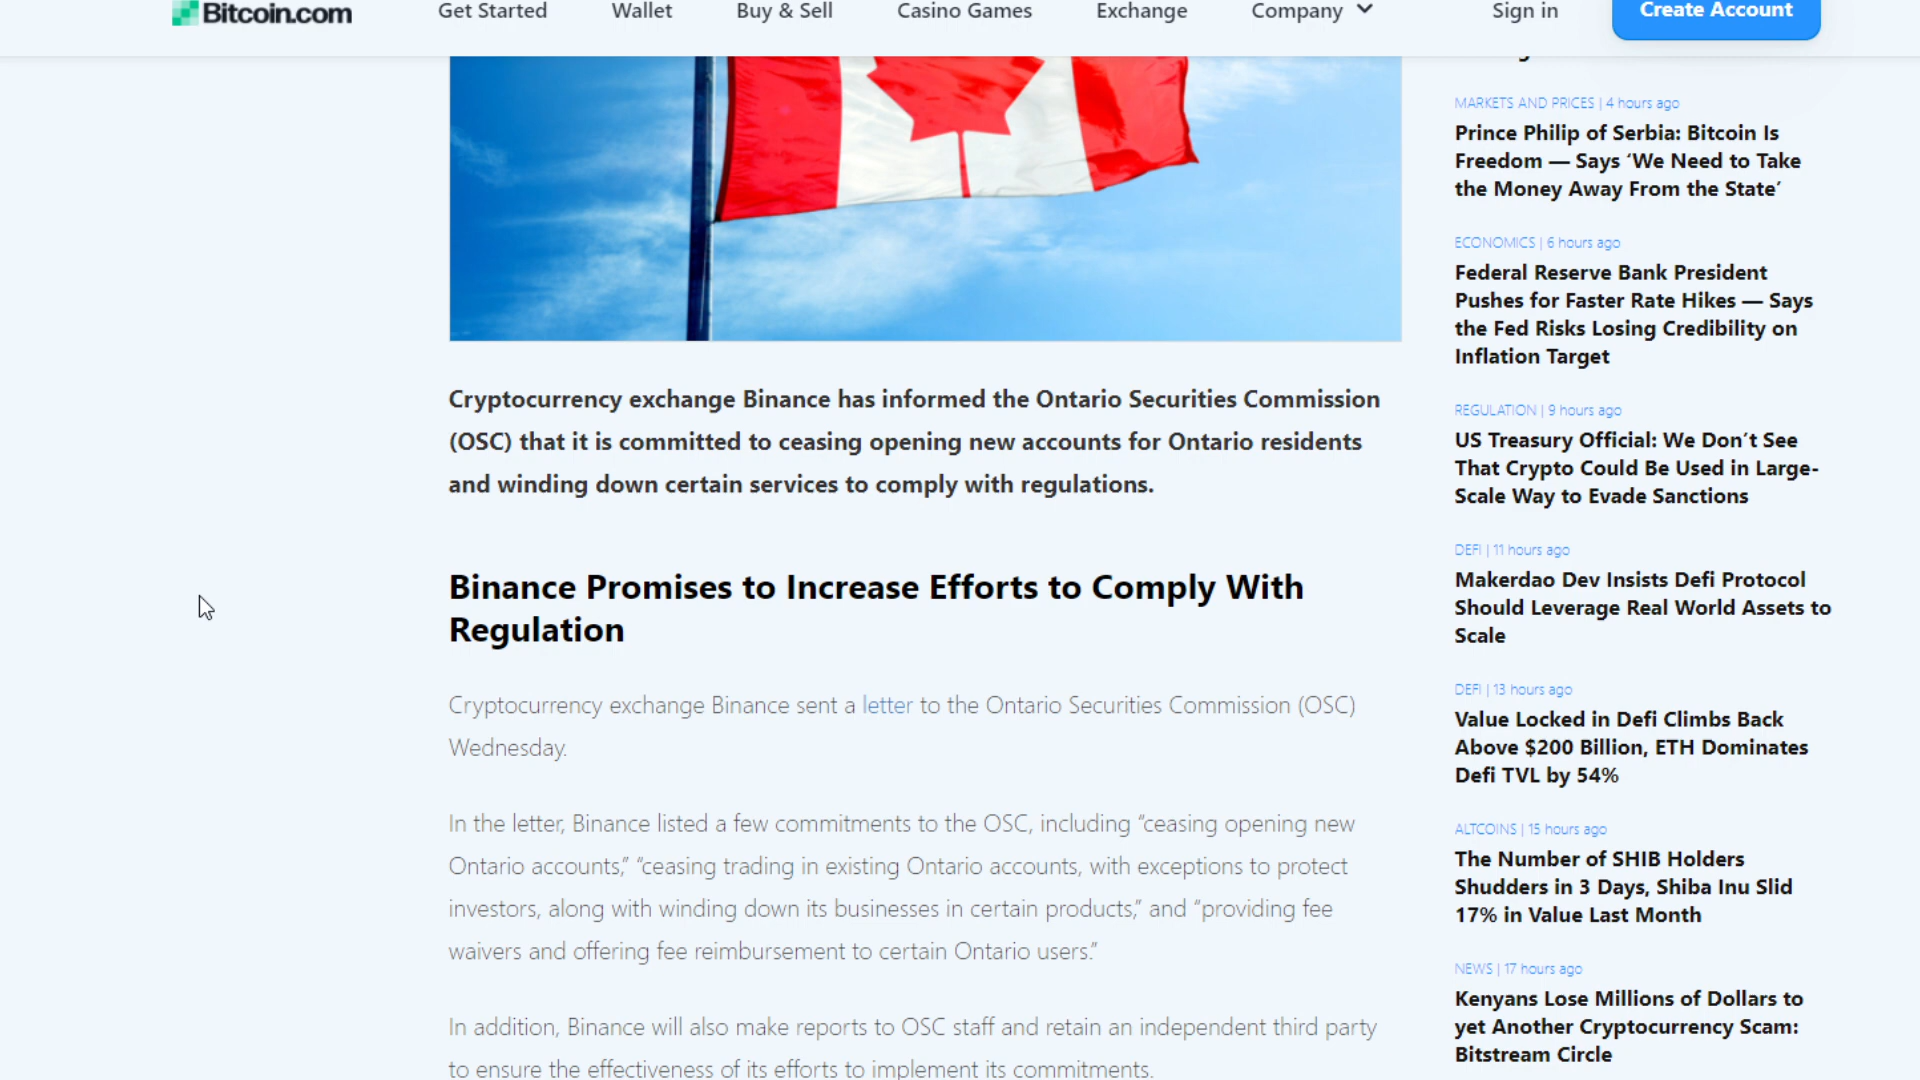 Bitcoin.com
Get Started
Wallet
Buy & Sell
Casino Games
Exchange
Company
Sign in
Create Account
Cryptocurrency exchange Binance has informed the Ontario Securities Commission
(OSC) that it is committed to ceasing opening new accounts for Ontario residents
and winding down certain services to comply with regulations.
Binance Promises to Increase Efforts to Comply With
Regulation
Cryptocurrency exchange Binance sent a letter to the Ontario Securities Commission (OSC)
Wednesday.
In the letter, Binance listed a few commitments to the OSC, including “ceasing opening new
Ontario accounts,” “ceasing trading in existing Ontario accounts, with exceptions to protect
investors, along with winding down its businesses in certain products,” and “providing fee
waivers and offering fee reimbursement to certain Ontario users.”
In addition, Binance will also make reports to OSC staff and retain an independent third party
to ensure the effectiveness of its efforts to implement its commitments.
MARKETS AND PRICES | 4 hours ago
Prince Philip of Serbia: Bitcoin Is
Freedom — Says ‘We Need to Take
the Money Away From the State’
ECONOMICS | 6 hours ago
Federal Reserve Bank President
Pushes for Faster Rate Hikes — Says
the Fed Risks Losing Credibility on
Inflation Target
REGULATION | 9 hours ago
US Treasury Official: We Don’t See
That Crypto Could Be Used in Large-
Scale Way to Evade Sanctions
DEFI | 11 hours ago
Makerdao Dev Insists Defi Protocol
Should Leverage Real World Assets to
Scale
DEFI | 13 hours ago
Value Locked in Defi Climbs Back
Above $200 Billion, ETH Dominates
Defi TVL by 54%
ALTCOINS | 15 hours ago
The Number of SHIB Holders
Shudders in 3 Days, Shiba Inu Slid
17% in Value Last Month
NEWS | 17 hours ago
Kenyans Lose Millions of Dollars to
yet Another Cryptocurrency Scam:
Bitstream Circle